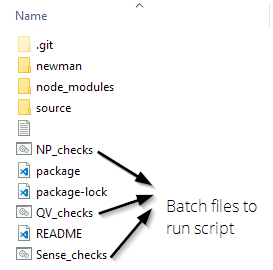 Name
.git
newman
node_modules
source
NP_checks
package
package-lock
QV_checks
README
Sense_checks
Batch files to
run script